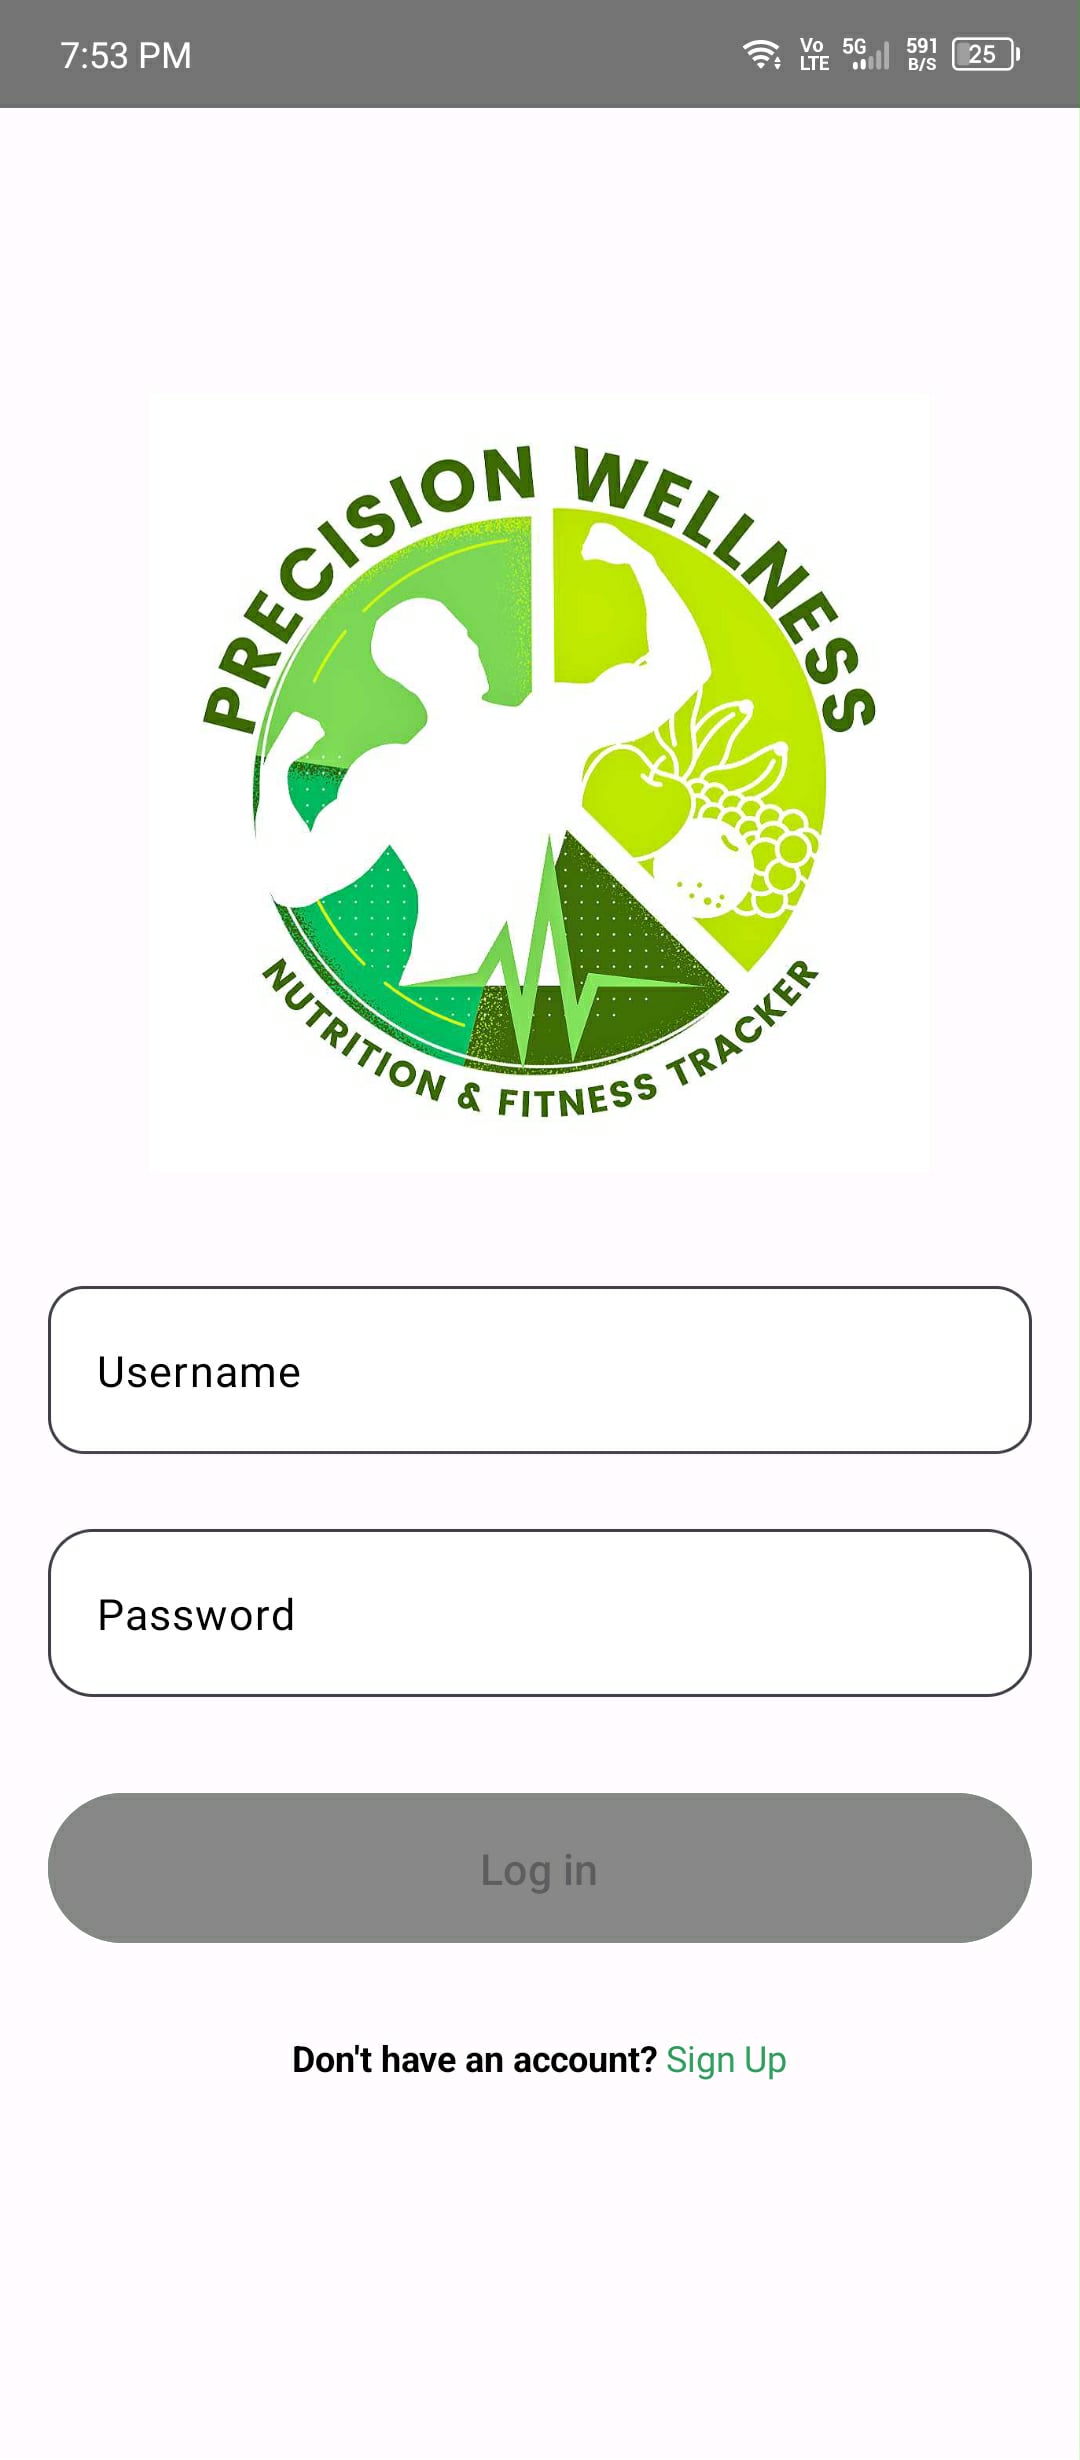 7:53 PM
Vo LTE 5G 591 B/S 25
PRECISION WELLNESS
NUTRITION & FITNESS TRACKER
Username
Password
Log in
Don't have an account? Sign Up